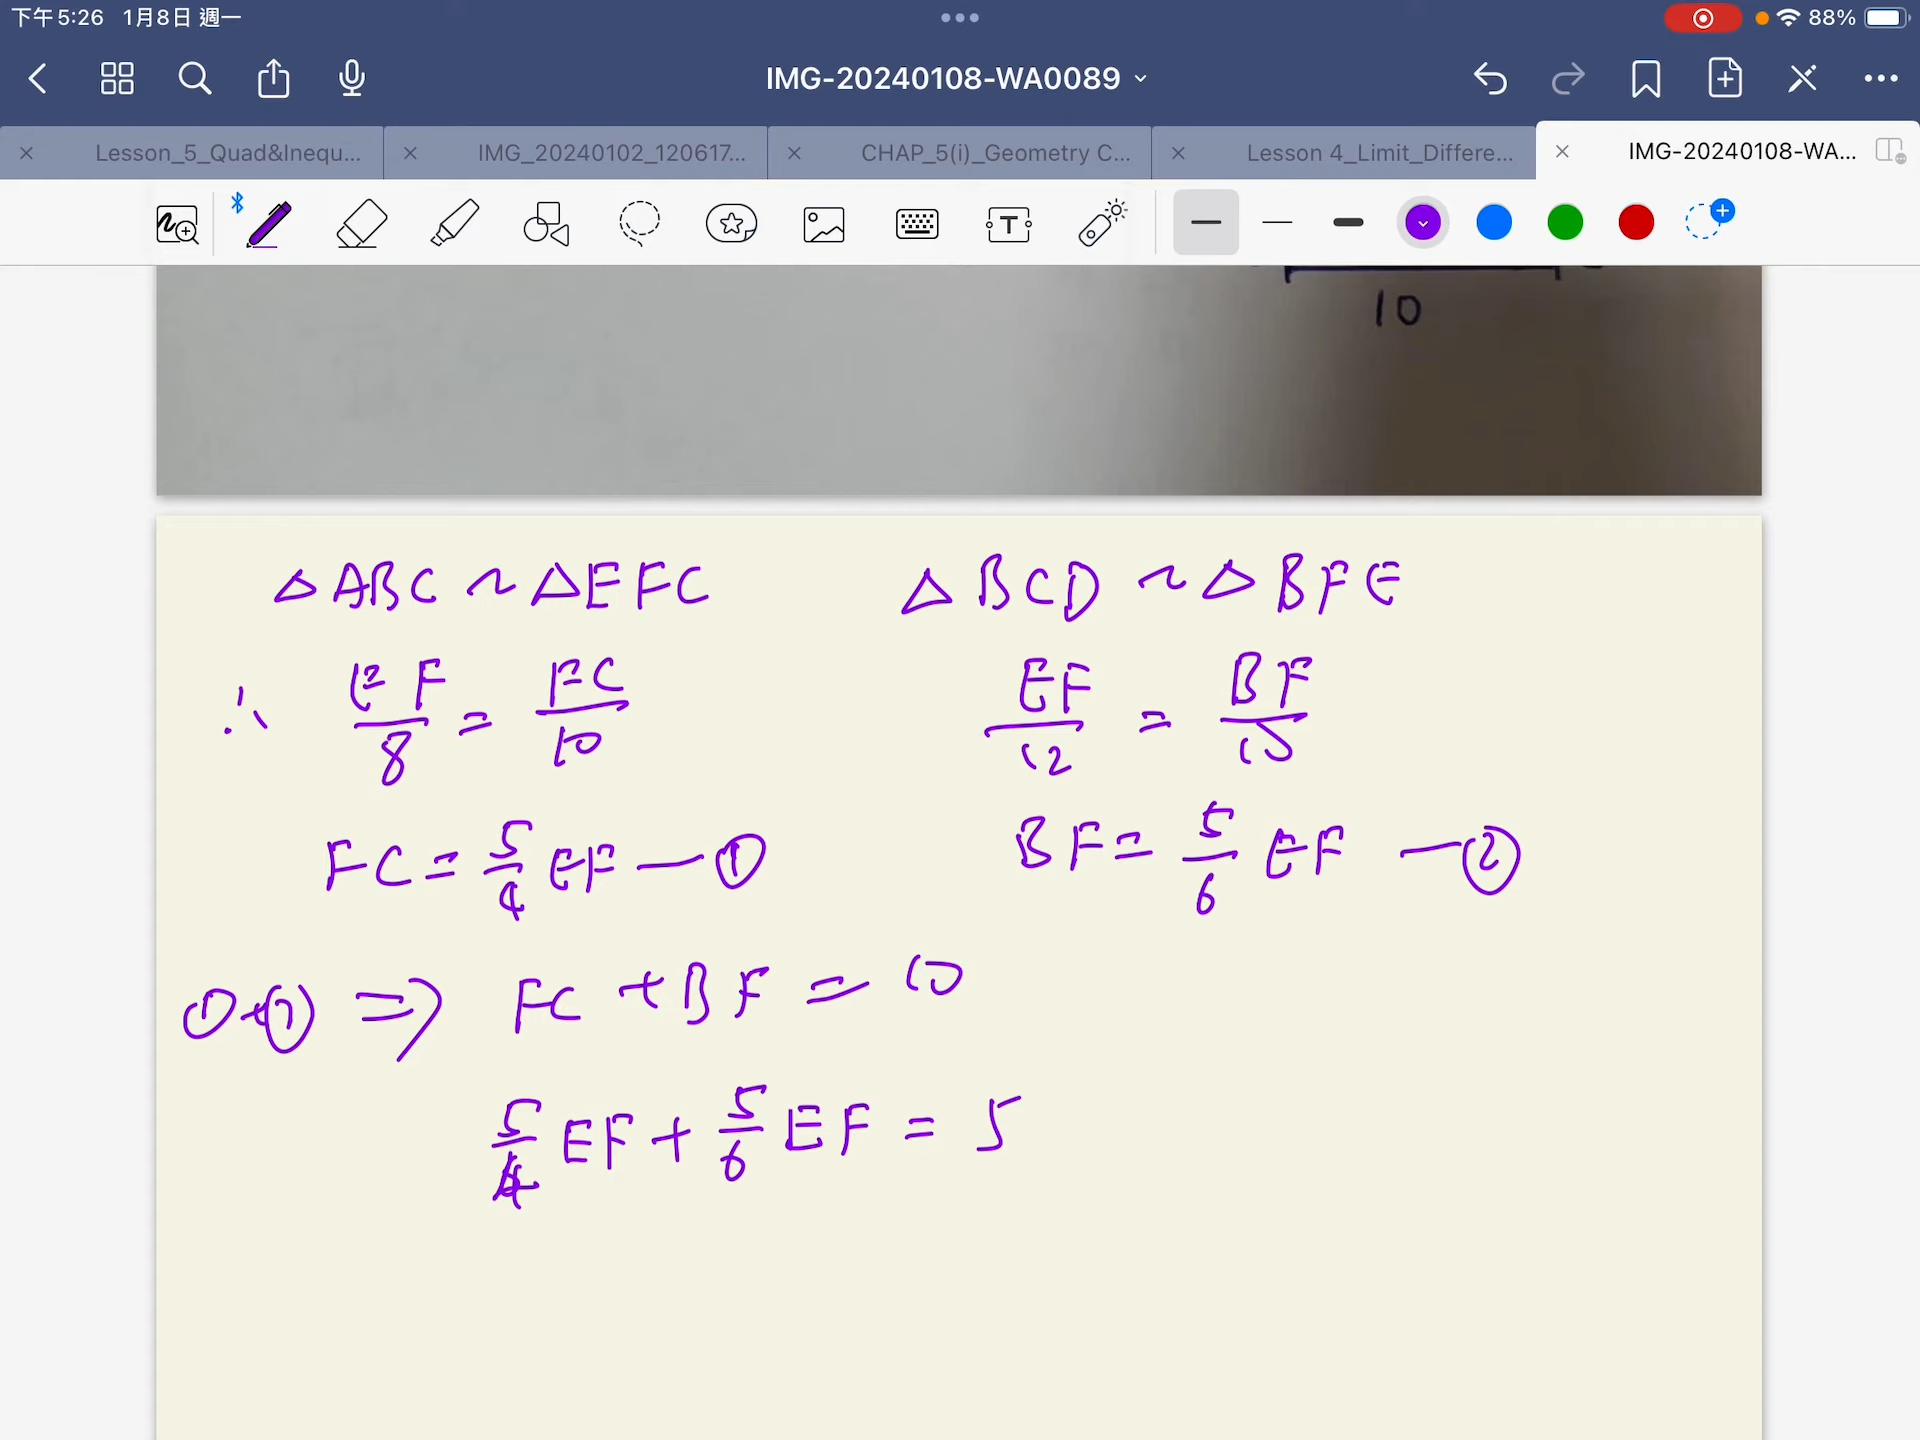 下午5:26 1月8日 週一
88%
IMG-20240108-WA0089
Lesson_5_Quad&Inequ...
IMG_20240102_120617...
CHAP_5(i)_Geometry C...
Lesson 4_Limit_Differe...
IMG-20240108-WA...
T
10
△ABC ~ △EFC
△BCD ~ △BFE
∴ EF/8 = FC/10
EF/12 = BF/10
FC = 5/4 EF — ①
BF = 5/6 EF — ②
①+② ⇒ FC + BF = 10
5/4 EF + 5/6 EF = 5